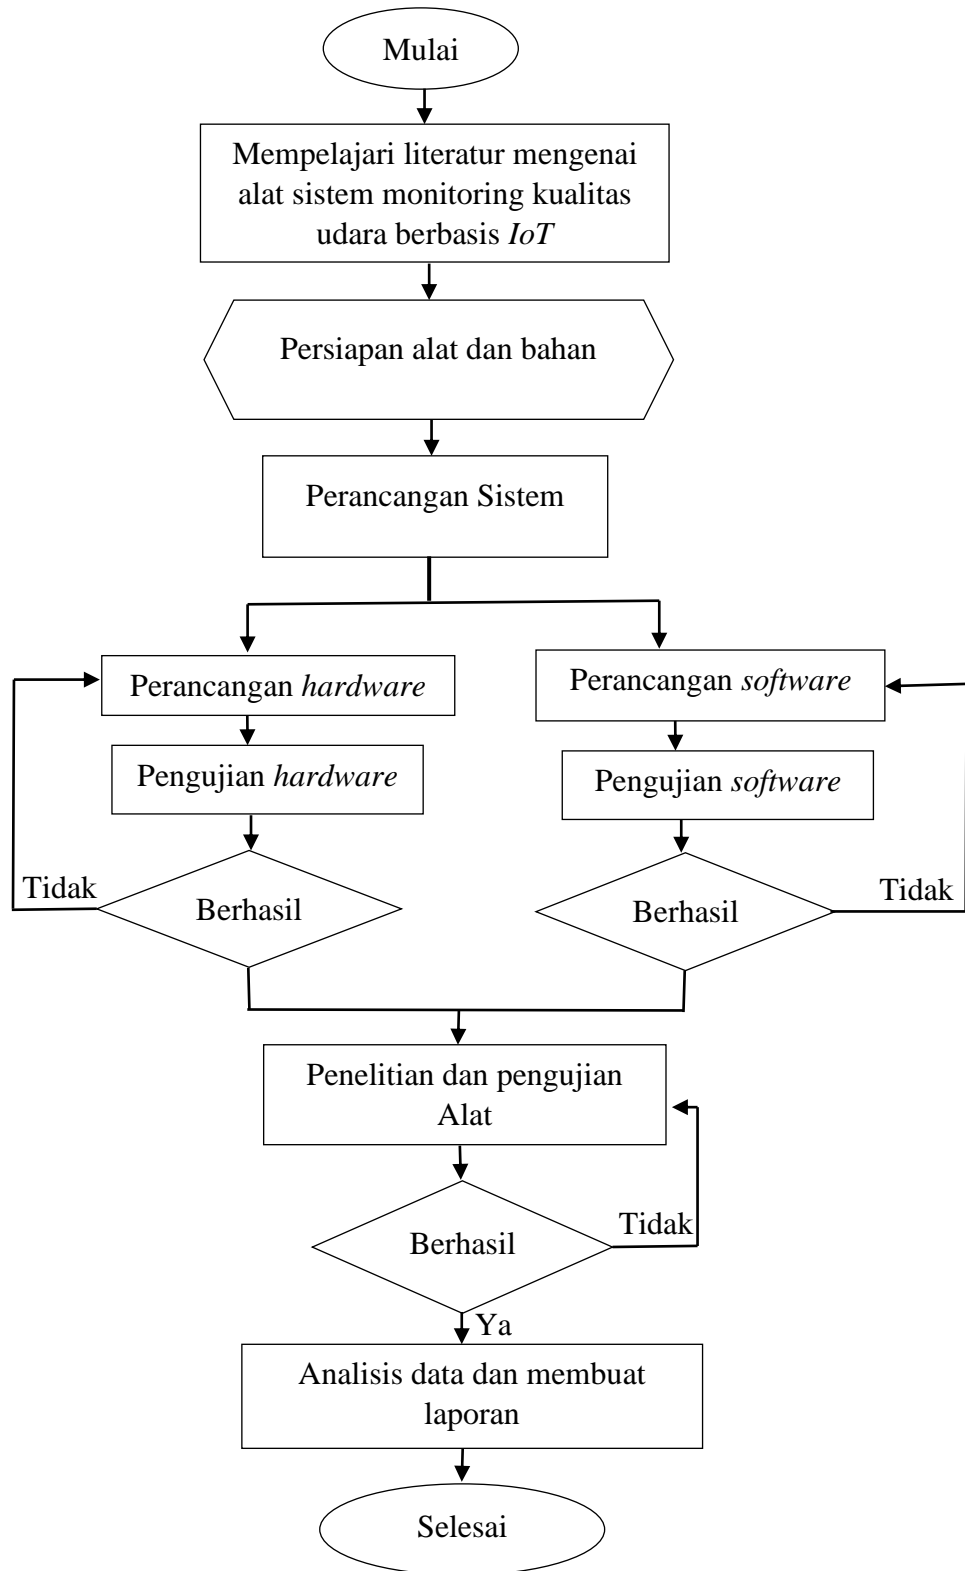 Mulai
Mempelajari literatur mengenai
alat sistem monitoring kualitas
udara berbasis IoT
Persiapan alat dan bahan
Perancangan Sistem
Perancangan hardware
Perancangan software
Pengujian hardware
Pengujian software
Tidak
Berhasil
Berhasil
Tidak
Penelitian dan pengujian
Alat
Berhasil
Tidak
Ya
Analisis data dan membuat
laporan
Selesai